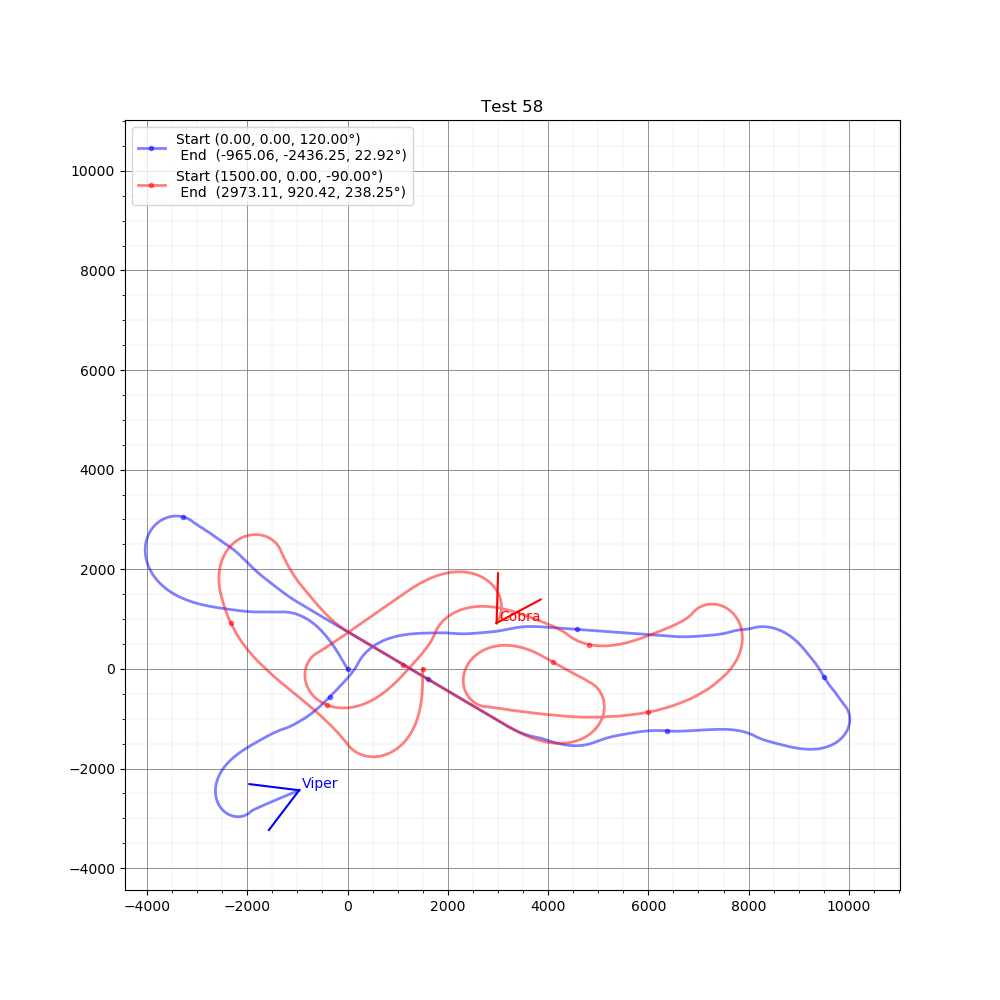 Test 58
Start (0.00, 0.00, 120.00°)
End (-965.06, -2436.25, 22.92°)
Start (1500.00, 0.00, -90.00°)
End (2973.11, 920.42, 238.25°)
10000
8000
6000
4000
2000
0
−2000
−4000
Cobra
Viper
−4000 −2000 0 2000 4000 6000 8000 10000